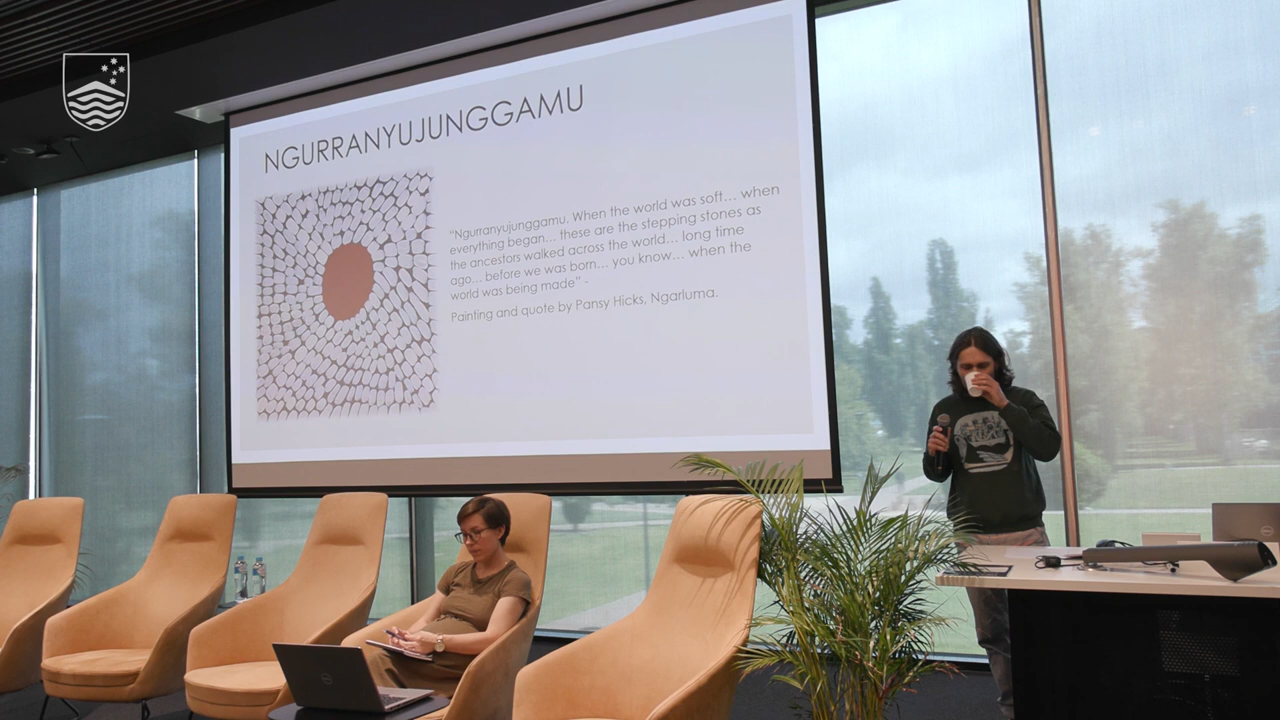 NGURRANYUJUNGGAMU
"Ngurranyujunggamu. When the world was soft... when
everything began... these are the stepping stones as
the ancestors walked across the world... long time
ago... before we was born... you know... when the
world was being made" -
Painting and quote by Pansy Hicks, Ngarluma.